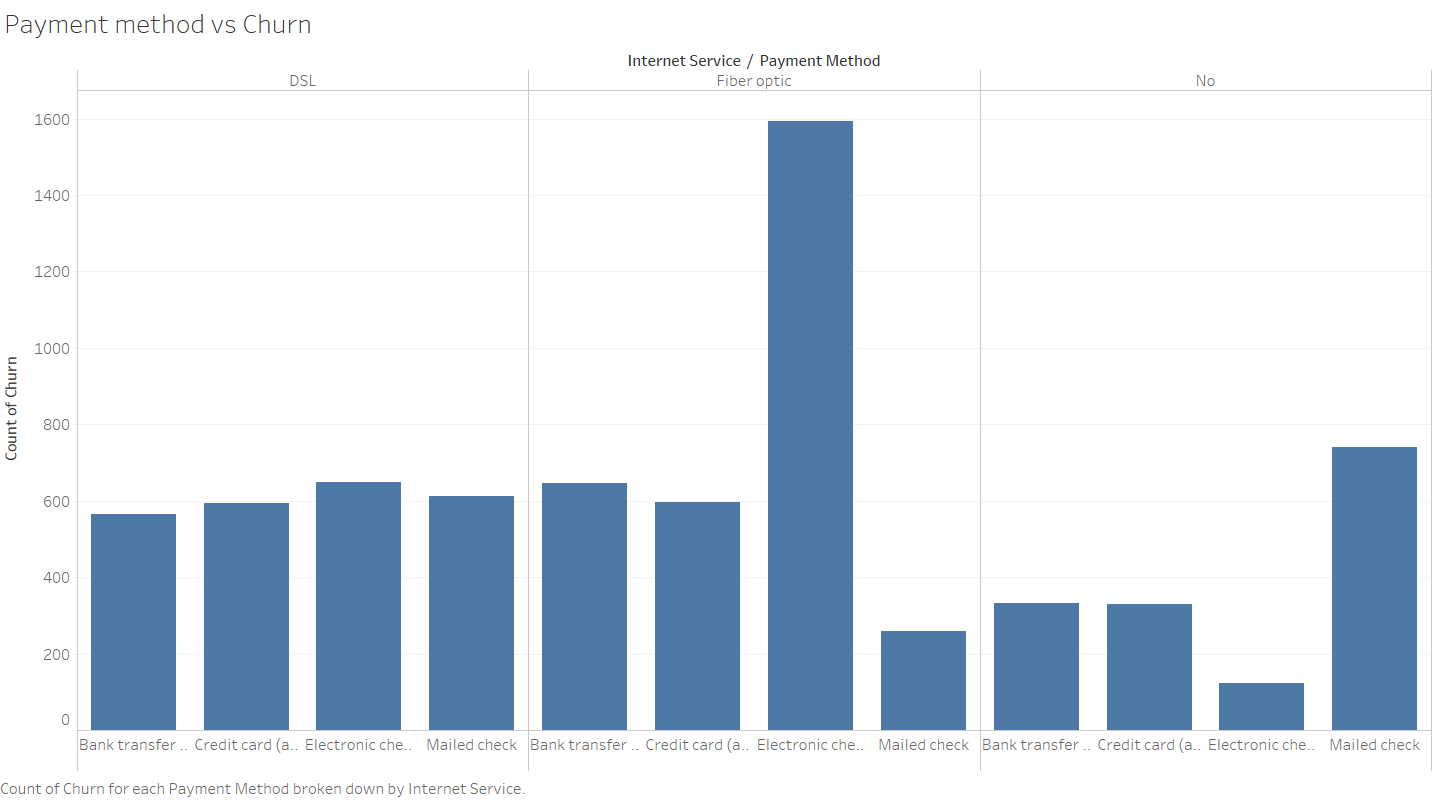 Payment method vs Churn
Internet Service / Payment Method
DSL Fiber optic No
1600
1400
1200
1000
800
600
400
200
0
Count of Churn
Bank transfer .. Credit card (a.. Electronic che.. Mailed check Bank transfer .. Credit card (a.. Electronic che.. Mailed check Bank transfer .. Credit card (a.. Electronic che.. Mailed check
Count of Churn for each Payment Method broken down by Internet Service.